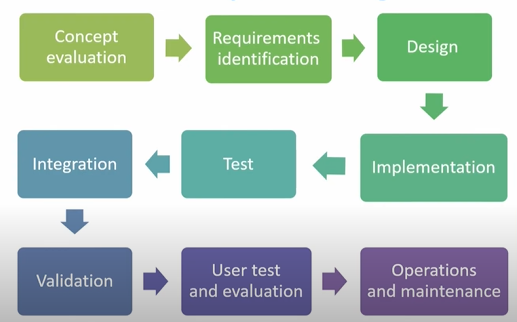 Concept
evaluation
Requirements
identification
Design
Implementation
Test
Integration
Validation
User test
and evaluation
Operations
and maintenance